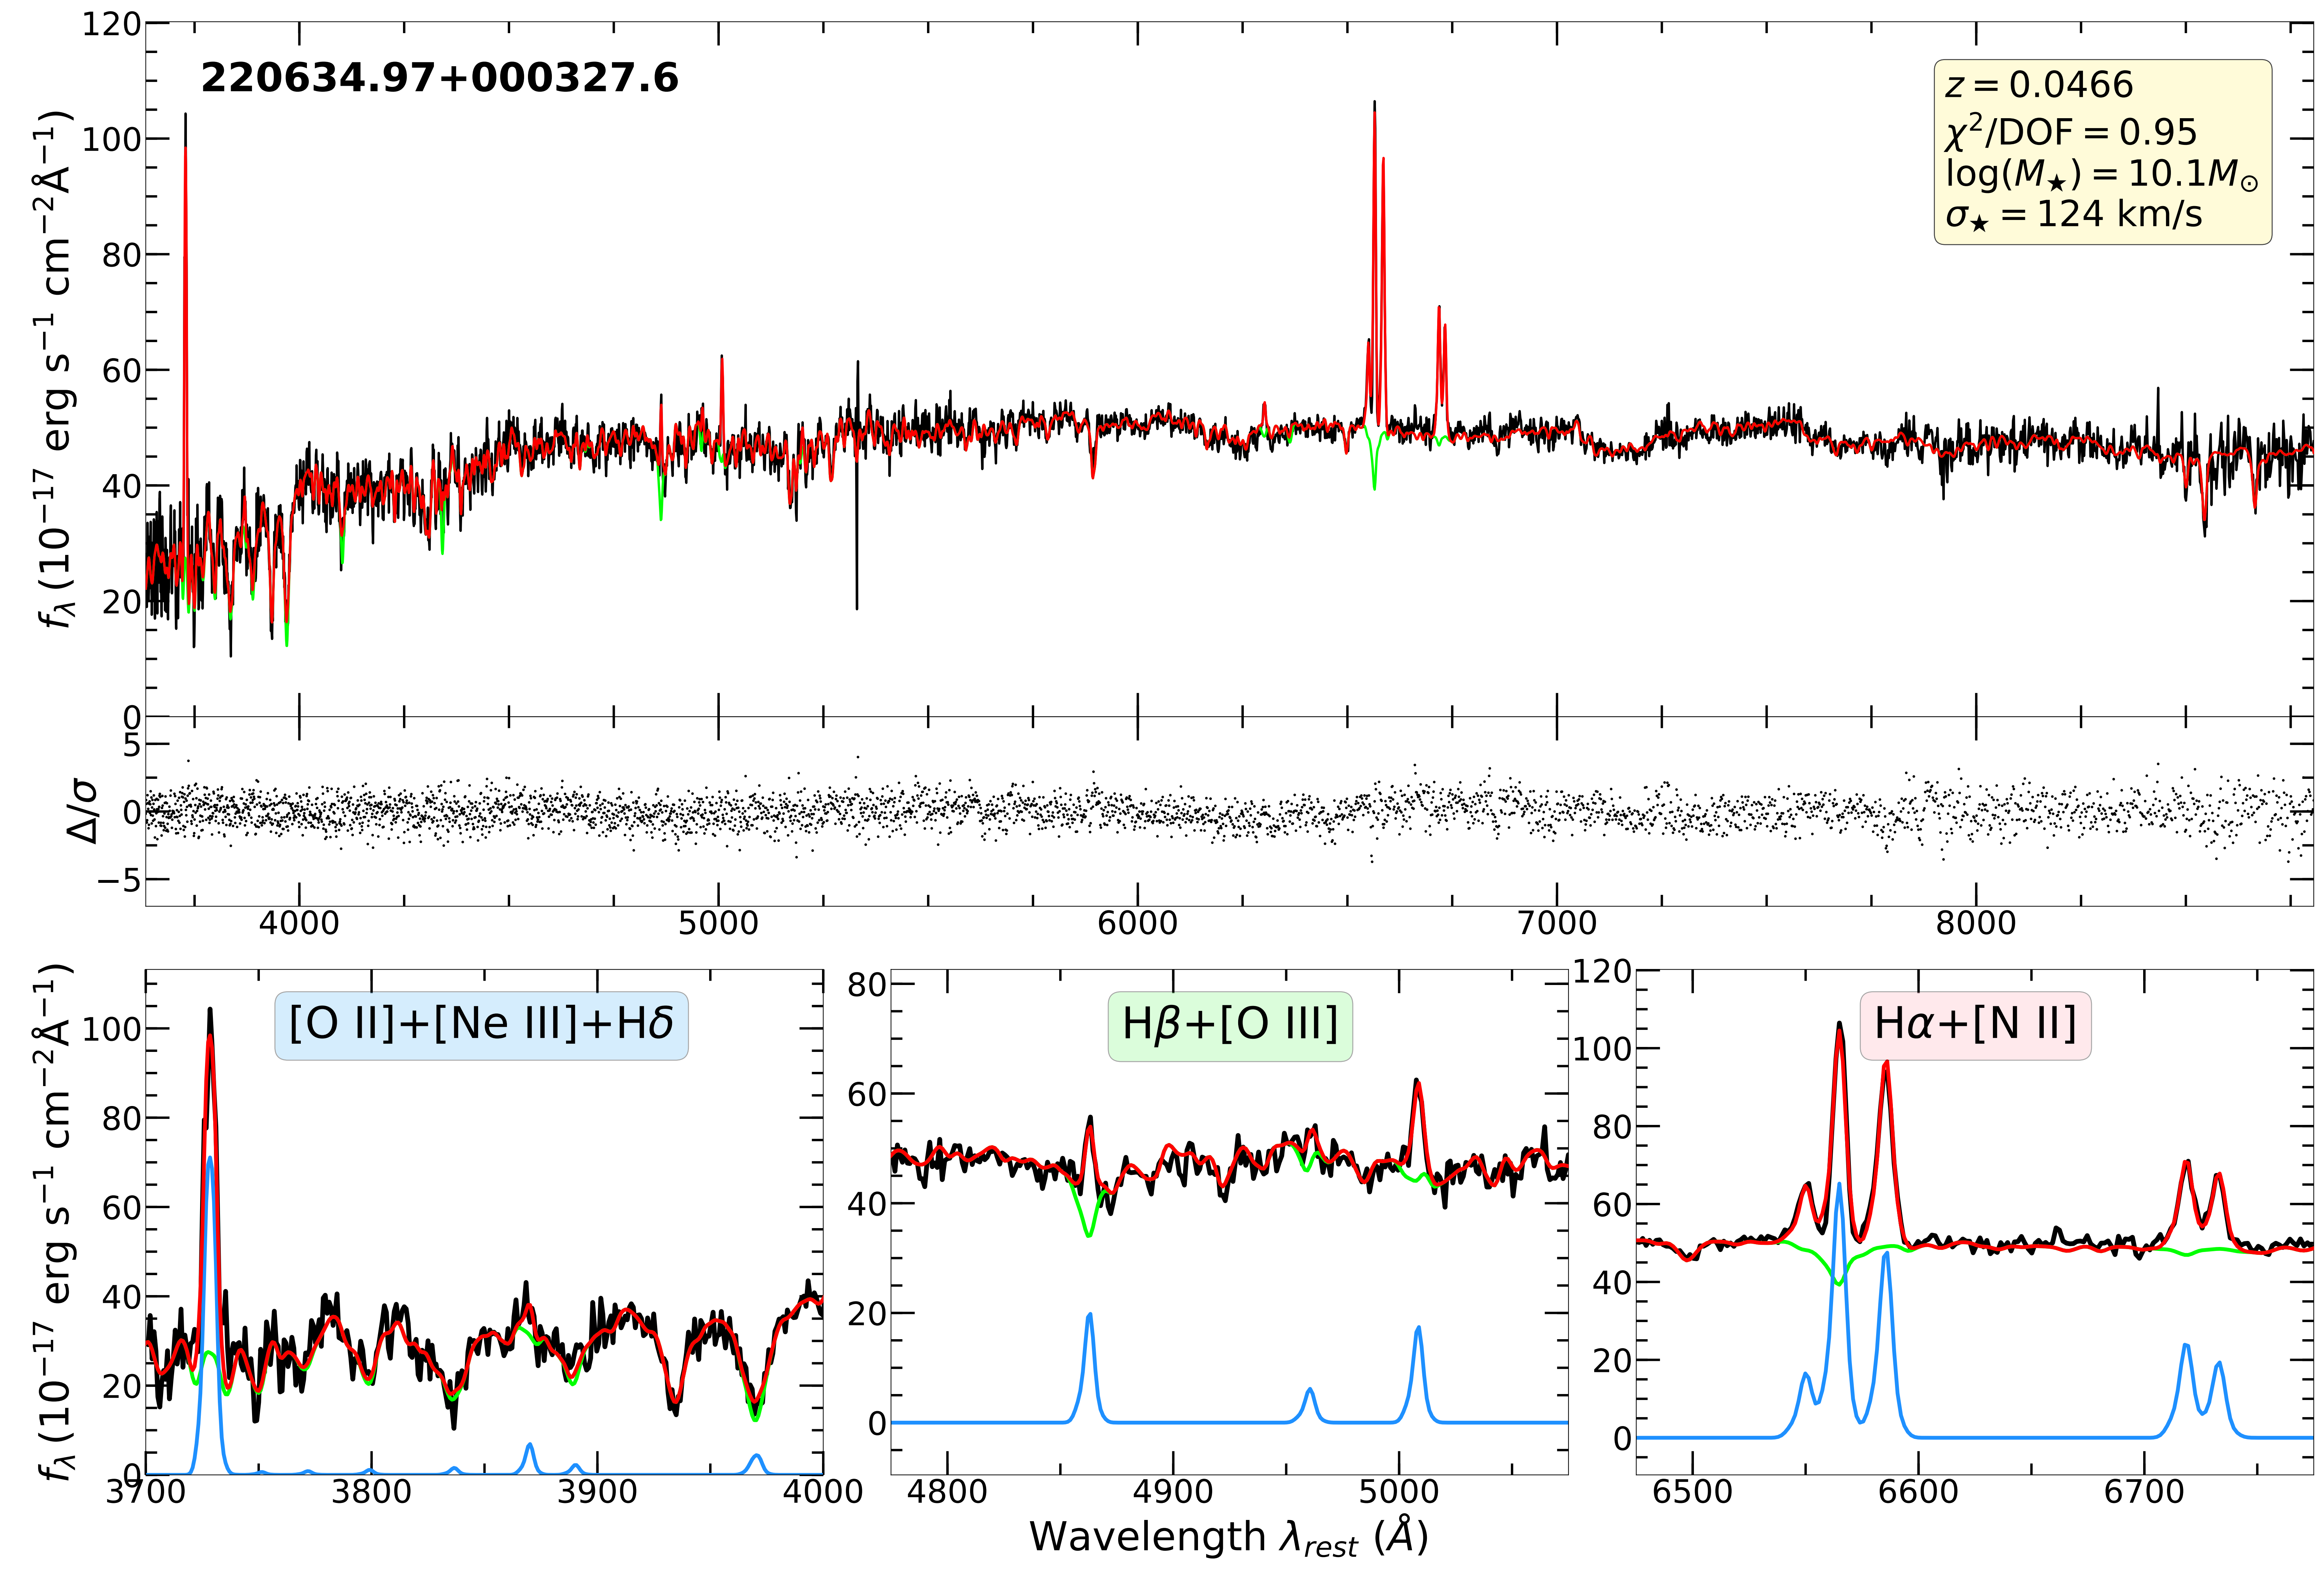 220634.97+000327.6
z = 0.0466
χ²/DOF = 0.95
log(M★) = 10.1M⊙
σ★ = 124 km/s
fλ (10⁻¹⁷ erg s⁻¹ cm⁻²Å⁻¹)
120
100
80
60
40
20
0
Δ/σ
5
0
−5
4000 5000 6000 7000 8000
fλ (10⁻¹⁷ erg s⁻¹ cm⁻²Å⁻¹)
[O II]+[Ne III]+Hδ
100
80
60
40
20
0
3700 3800 3900 4000
Hβ+[O III]
80
60
40
20
0
4800 4900 5000
Hα+[N II]
120
100
80
60
40
20
0
6500 6600 6700
Wavelength λrest (Å)